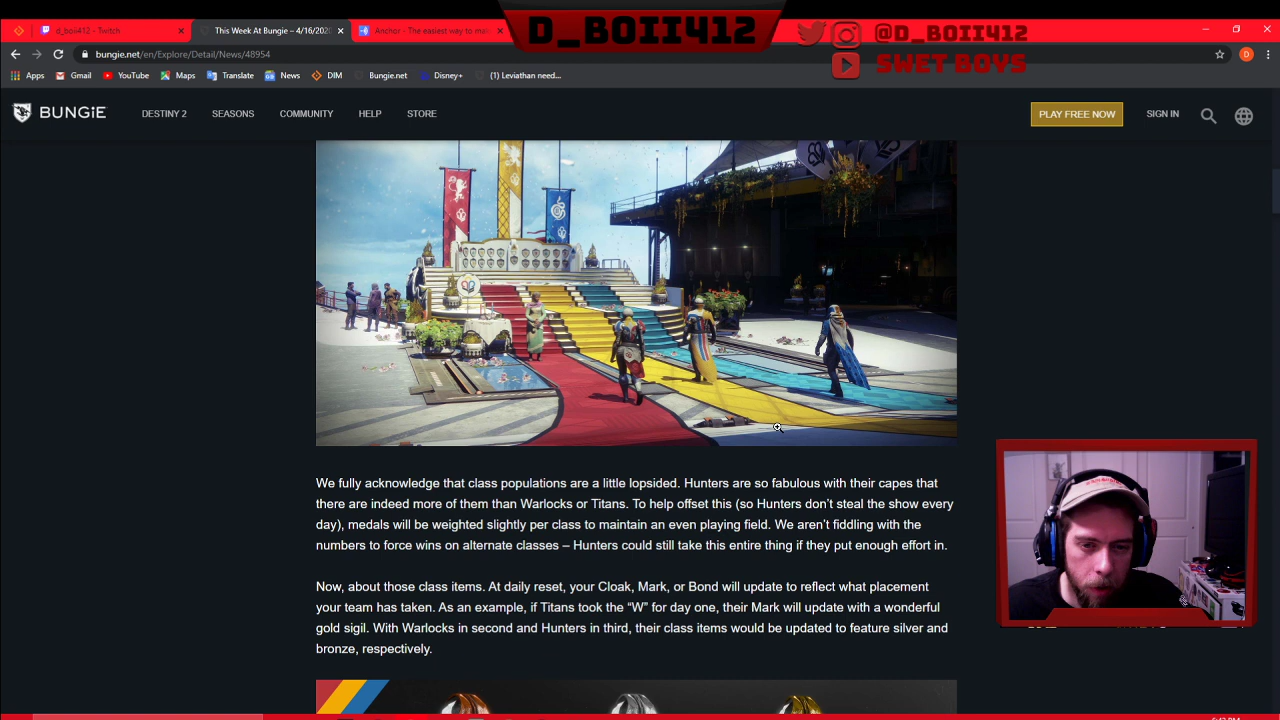 D_BOII412
@D_BOII412
SWET BOYS
d_boii412 - Twitch
This Week At Bungie – 4/16/2020
Anchor - The easiest way to ma
bungie.net/en/Explore/Detail/News/48954
D
Apps Gmail YouTube Maps Translate News DIM Bungie.net Disney+ (1) Leviathan need...
BUNGiE DESTINY 2 SEASONS COMMUNITY HELP STORE PLAY FREE NOW SIGN IN
We fully acknowledge that class populations are a little lopsided. Hunters are so fabulous with their capes that
there are indeed more of them than Warlocks or Titans. To help offset this (so Hunters don't steal the show every
day), medals will be weighted slightly per class to maintain an even playing field. We aren't fiddling with the
numbers to force wins on alternate classes – Hunters could still take this entire thing if they put enough effort in.
Now, about those class items. At daily reset, your Cloak, Mark, or Bond will update to reflect what placement
your team has taken. As an example, if Titans took the “W” for day one, their Mark will update with a wonderful
gold sigil. With Warlocks in second and Hunters in third, their class items would be updated to feature silver and
bronze, respectively.